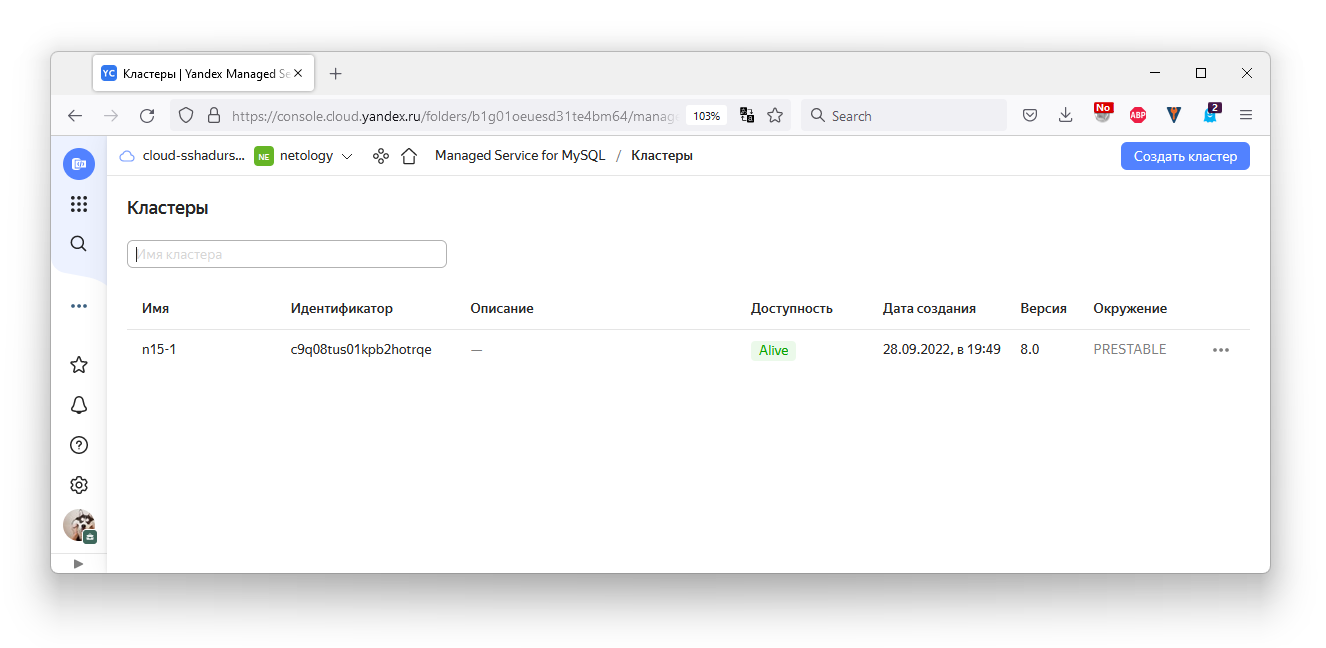 YC Кластеры | Yandex Managed Se
https://console.cloud.yandex.ru/folders/b1g01oeuesd31te4bm64/manage 103% Search No ABP 2
cloud-sshadurs... NE netology Managed Service for MySQL / Кластеры Создать кластер
Кластеры
Имя кластера
Имя Идентификатор Описание Доступность Дата создания Версия Окружение
n15-1 c9q08tus01kpb2hotrqe — Alive 28.09.2022, в 19:49 8.0 PRESTABLE